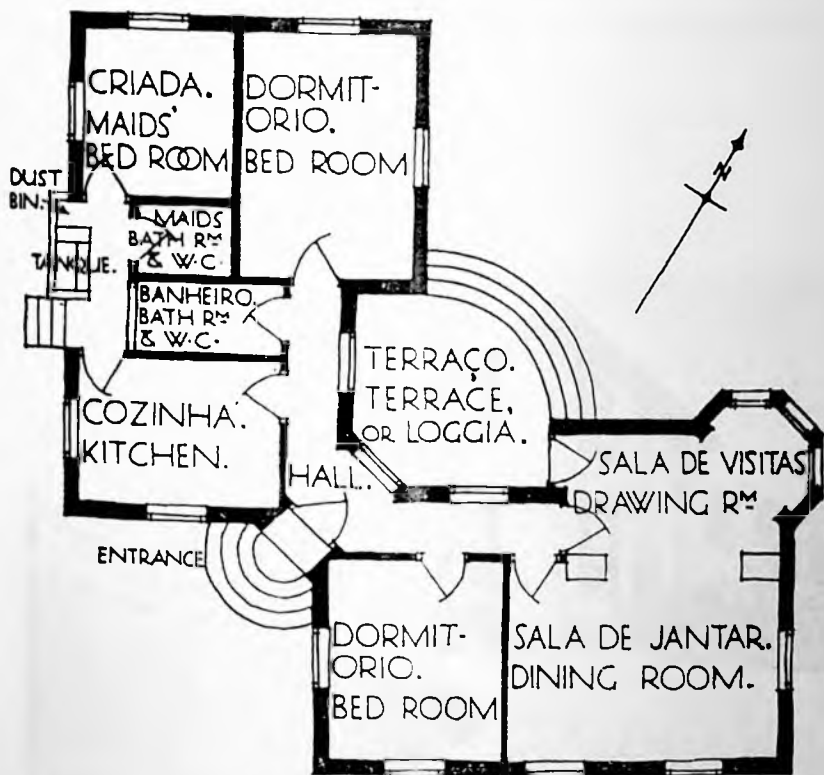 CRIADA.
MAIDS'
BED ROOM
DORMIT-
ORIO.
BED ROOM
N
DUST
BIN.
TANQUE.
MAIDS
BATH RM
& W.C.
BANHEIRO.
BATH RM
& W.C.
COZINHA.
KITCHEN.
HALL.
TERRAÇO.
TERRACE,
OR LOGGIA.
SALA DE VISITAS
DRAWING RM
ENTRANCE
DORMIT-
ORIO.
BED ROOM
SALA DE JANTAR.
DINING ROOM.